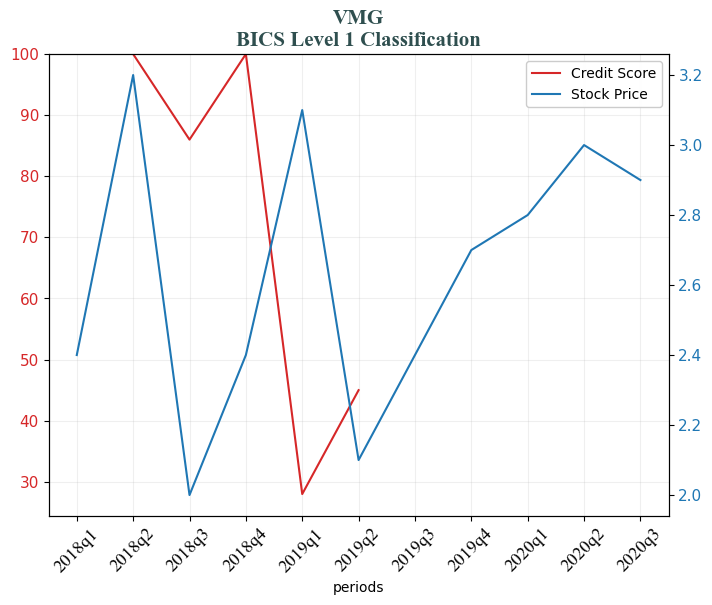 VMG
BICS Level 1 Classification
100
90
80
70
60
50
40
30
Credit Score
Stock Price
3.2
3.0
2.8
2.6
2.4
2.2
2.0
2018q1
2018q2
2018q3
2018q4
2019q1
2019q2
2019q3
2019q4
2020q1
2020q2
2020q3
periods